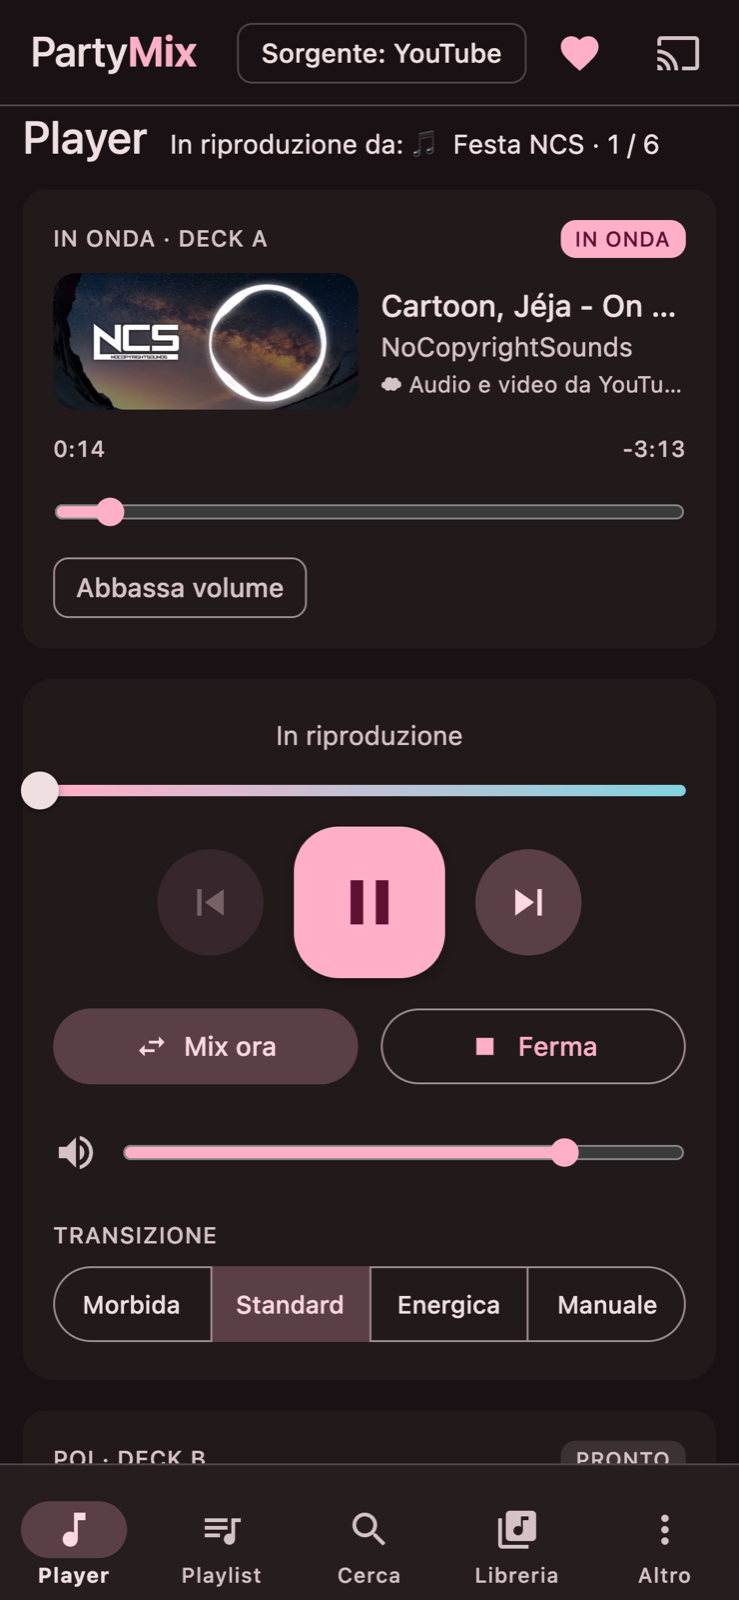 PartyMix
Sorgente: YouTube
Player
In riproduzione da: 🎵 Festa NCS · 1 / 6
IN ONDA · DECK A
IN ONDA
NCS
NOCOPYRIGHTSOUNDS
Cartoon, Jéja - On ...
NoCopyrightSounds
Audio e video da YouTu...
0:14
-3:13
Abbassa volume
In riproduzione
Mix ora
Ferma
TRANSIZIONE
Morbida
Standard
Energica
Manuale
POI · DECK B
PRONTO
Player
Playlist
Cerca
Libreria
Altro